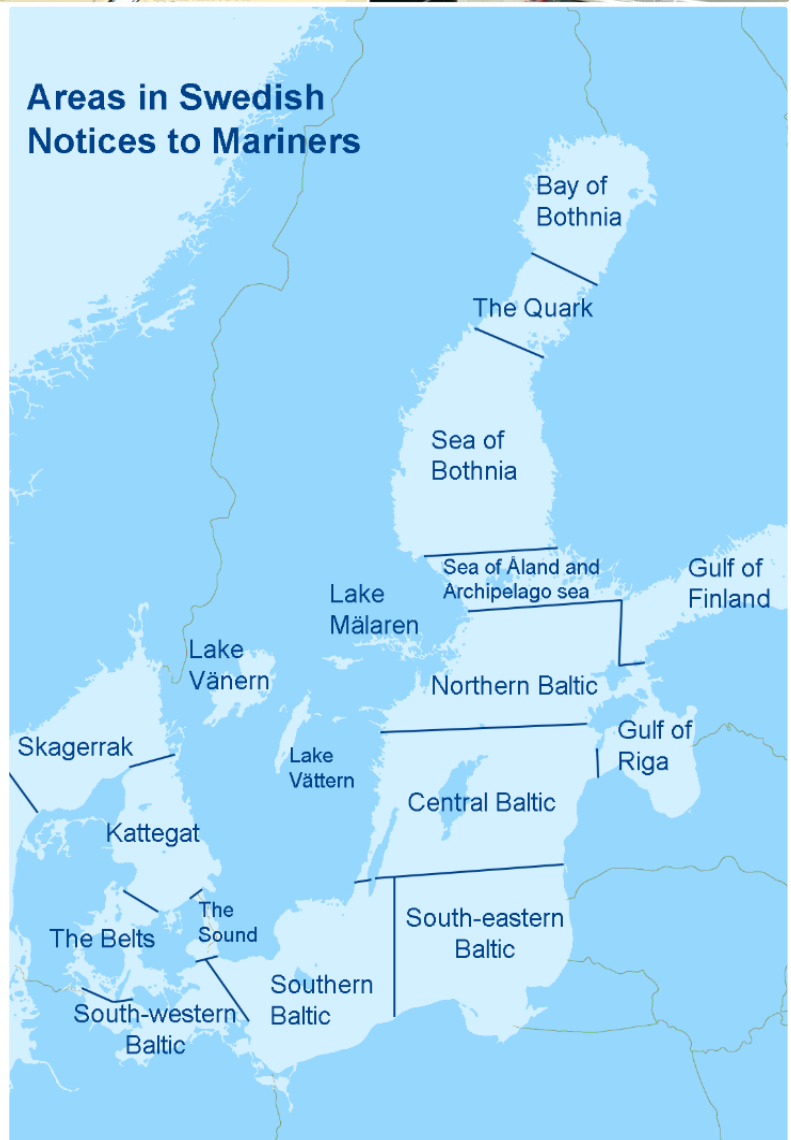 Areas in Swedish
Notices to Mariners
Bay of
Bothnia
The Quark
Sea of
Bothnia
Sea of Åland and
Archipelago sea
Gulf of
Finland
Lake
Mälaren
Lake
Vänern
Northern Baltic
Skagerrak
Gulf of
Riga
Lake
Vättern
Central Baltic
Kattegat
The
Sound
The Belts
South-eastern
Baltic
Southern
Baltic
South-western
Baltic